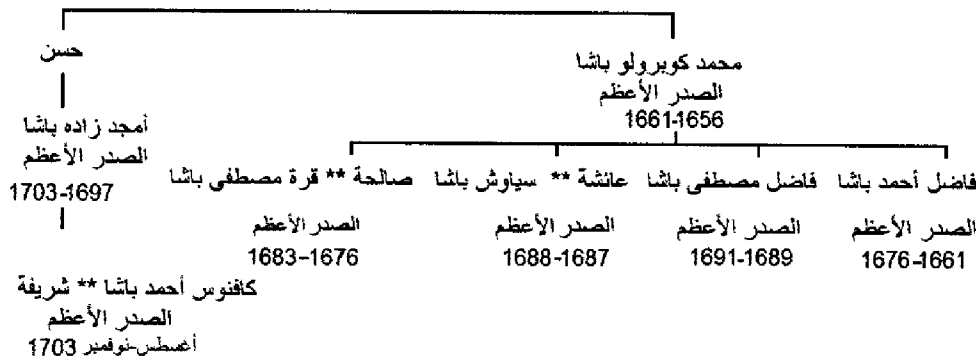 محمد كوبرولو باشا
الصدر الأعظم
1661-1656
فاضل أحمد باشا
الصدر الأعظم
1676-1661
فاضل مصطفى باشا
الصدر الأعظم
1691-1689
عائشة ** سياوش باشا
الصدر الأعظم
1688-1687
صالحة ** قرة مصطفى باشا
الصدر الأعظم
1683-1676
حسن
أمجد زاده باشا
الصدر الأعظم
1703-1697
كافنوس أحمد باشا ** شريفة
الصدر الأعظم
أغسطس-نوفمبر 1703